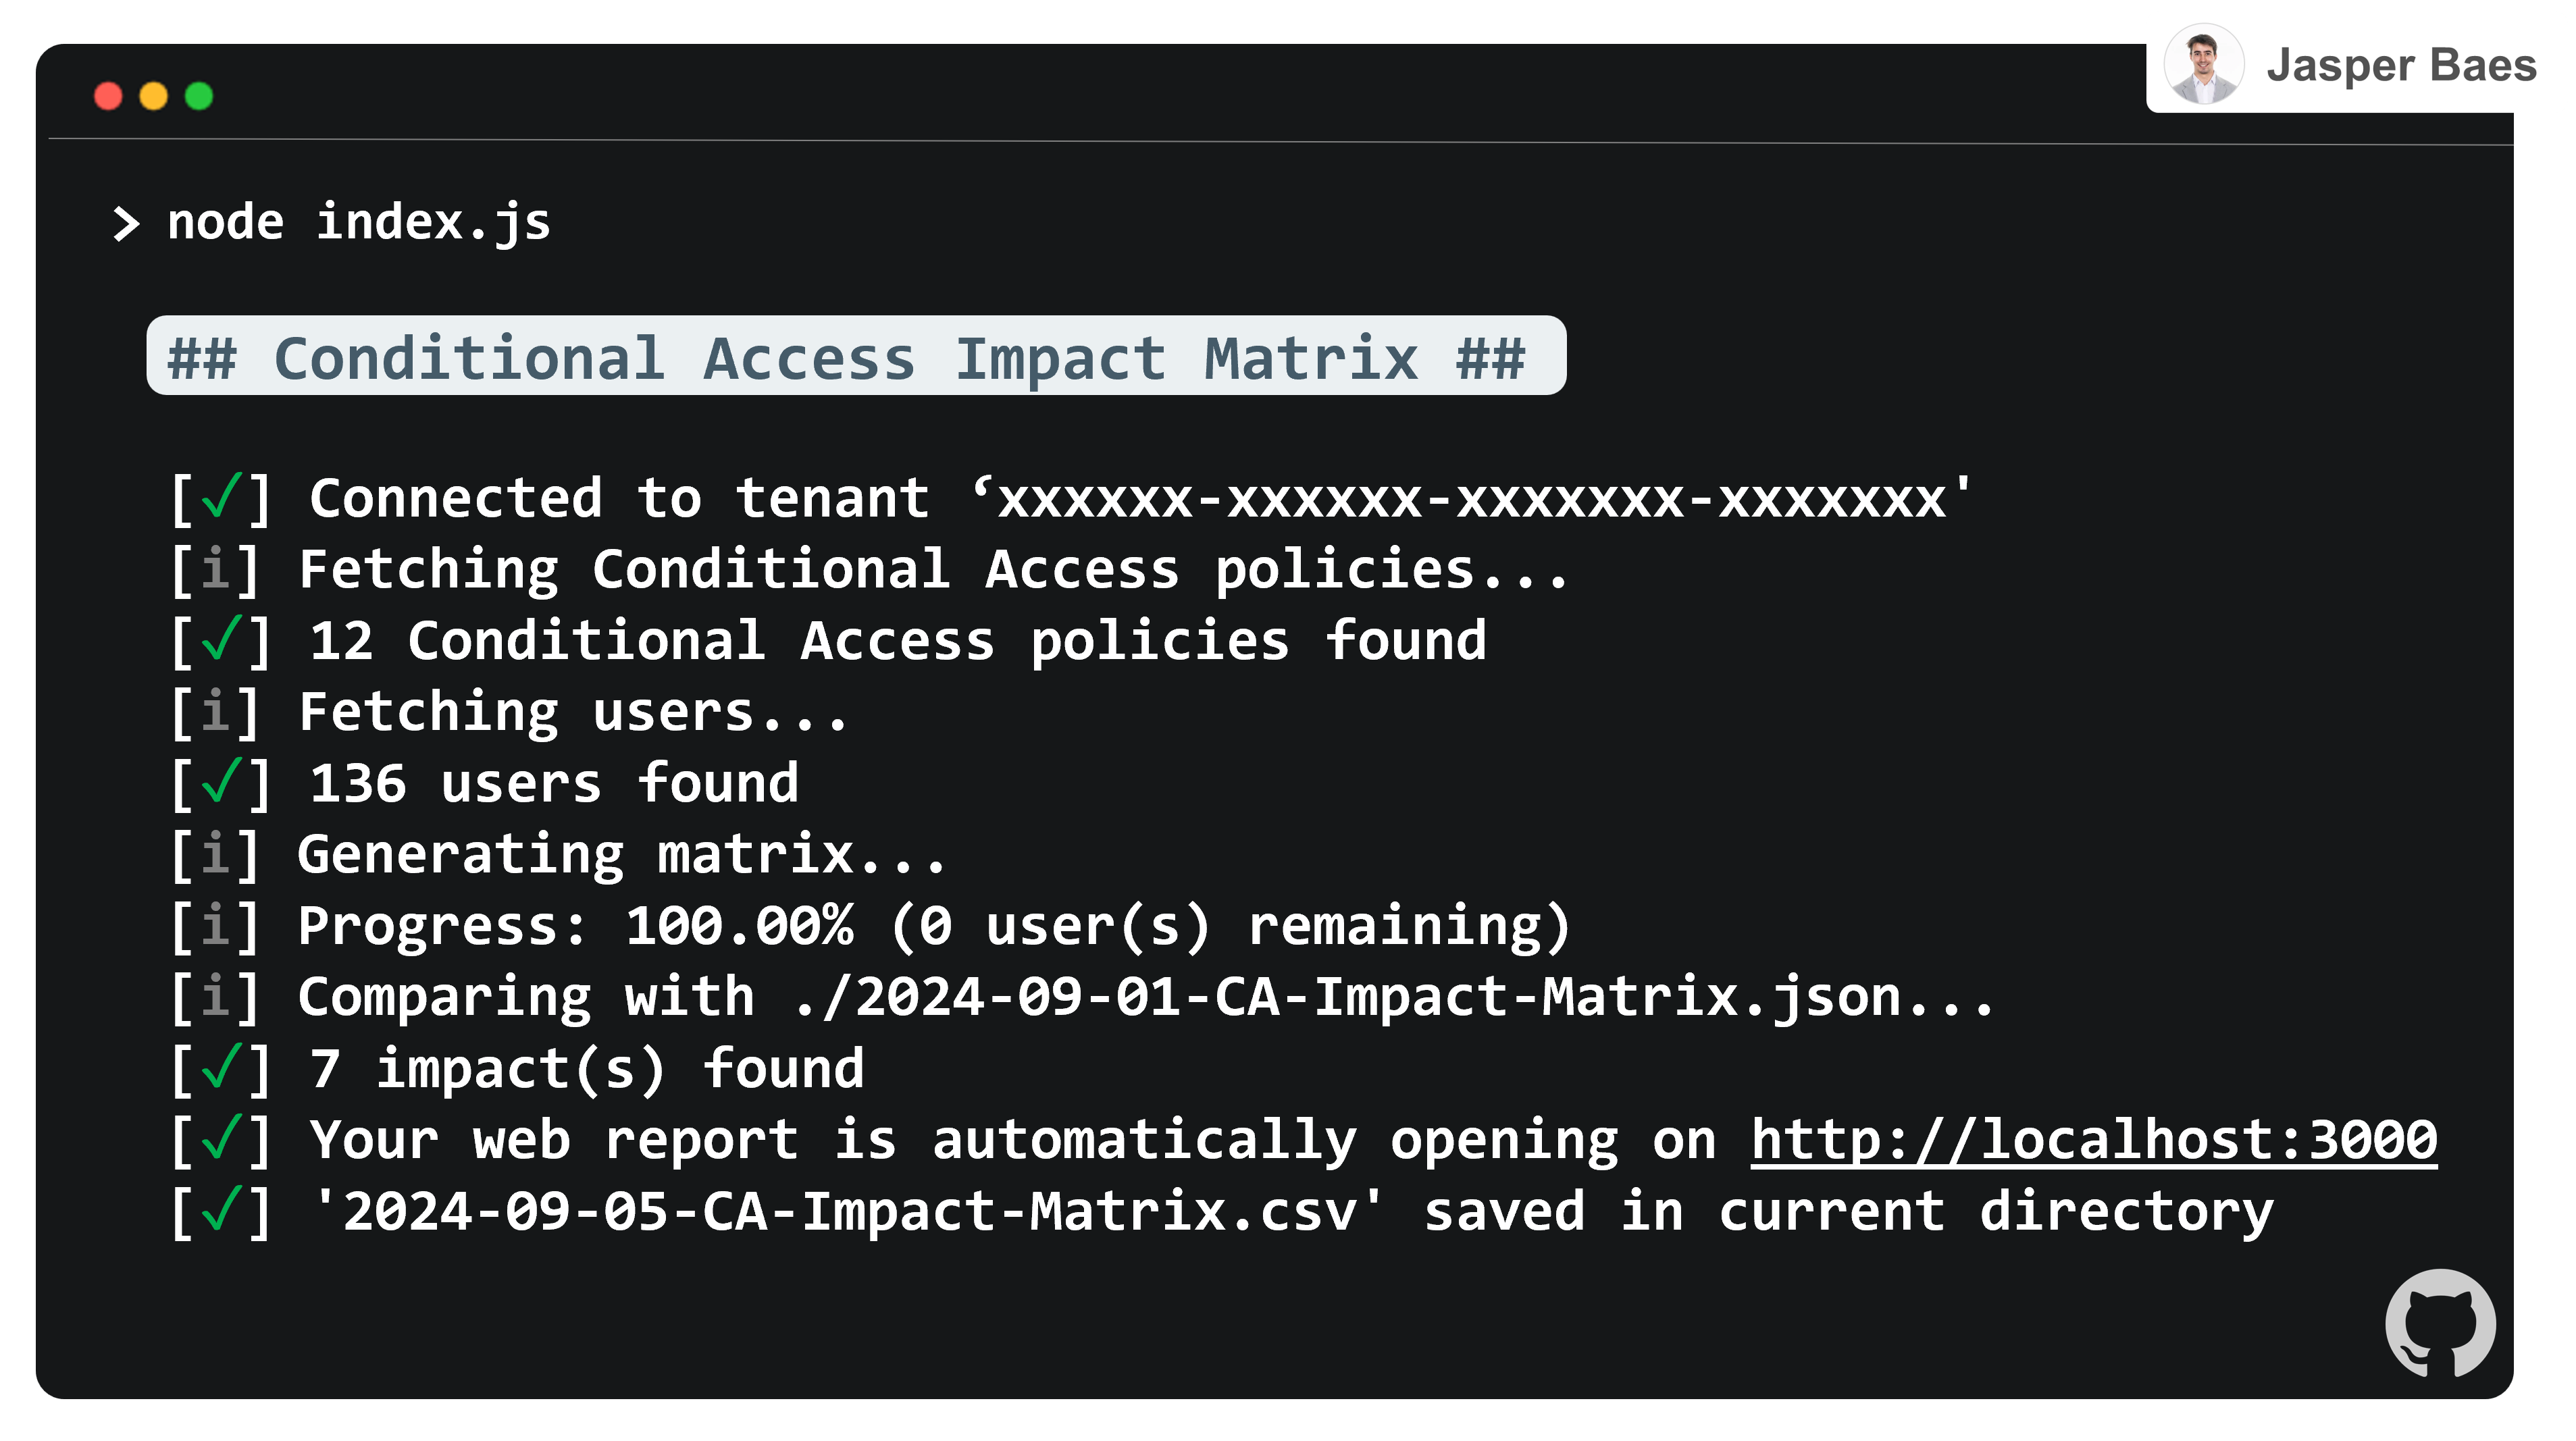 Jasper Baes
> node index.js
## Conditional Access Impact Matrix ##
[✓] Connected to tenant ‘xxxxxx-xxxxxx-xxxxxxx-xxxxxxx'
[i] Fetching Conditional Access policies...
[✓] 12 Conditional Access policies found
[i] Fetching users...
[✓] 136 users found
[i] Generating matrix...
[i] Progress: 100.00% (0 user(s) remaining)
[i] Comparing with ./2024-09-01-CA-Impact-Matrix.json...
[✓] 7 impact(s) found
[✓] Your web report is automatically opening on http://localhost:3000
[✓] '2024-09-05-CA-Impact-Matrix.csv' saved in current directory